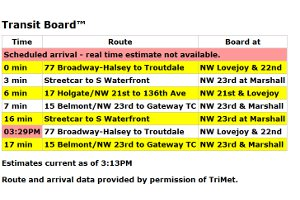 Transit Board™
Time Route Board at
Scheduled arrival – real time estimate not available.
0 min 77 Broadway-Halsey to Troutdale NW Lovejoy & 22nd
3 min Streetcar to S Waterfront NW 23rd at Marshall
6 min 17 Holgate/NW 21st to 136th Ave NW 21st & Lovejoy
7 min 15 Belmont/NW 23rd to Gateway TC NW 23rd & Marshall
16 min Streetcar to S Waterfront NW 23rd at Marshall
03:29PM 77 Broadway-Halsey to Troutdale NW Lovejoy & 22nd
17 min 15 Belmont/NW 23rd to Gateway TC NW 23rd & Marshall
Estimates current as of 3:13PM
Route and arrival data provided by permission of TriMet.